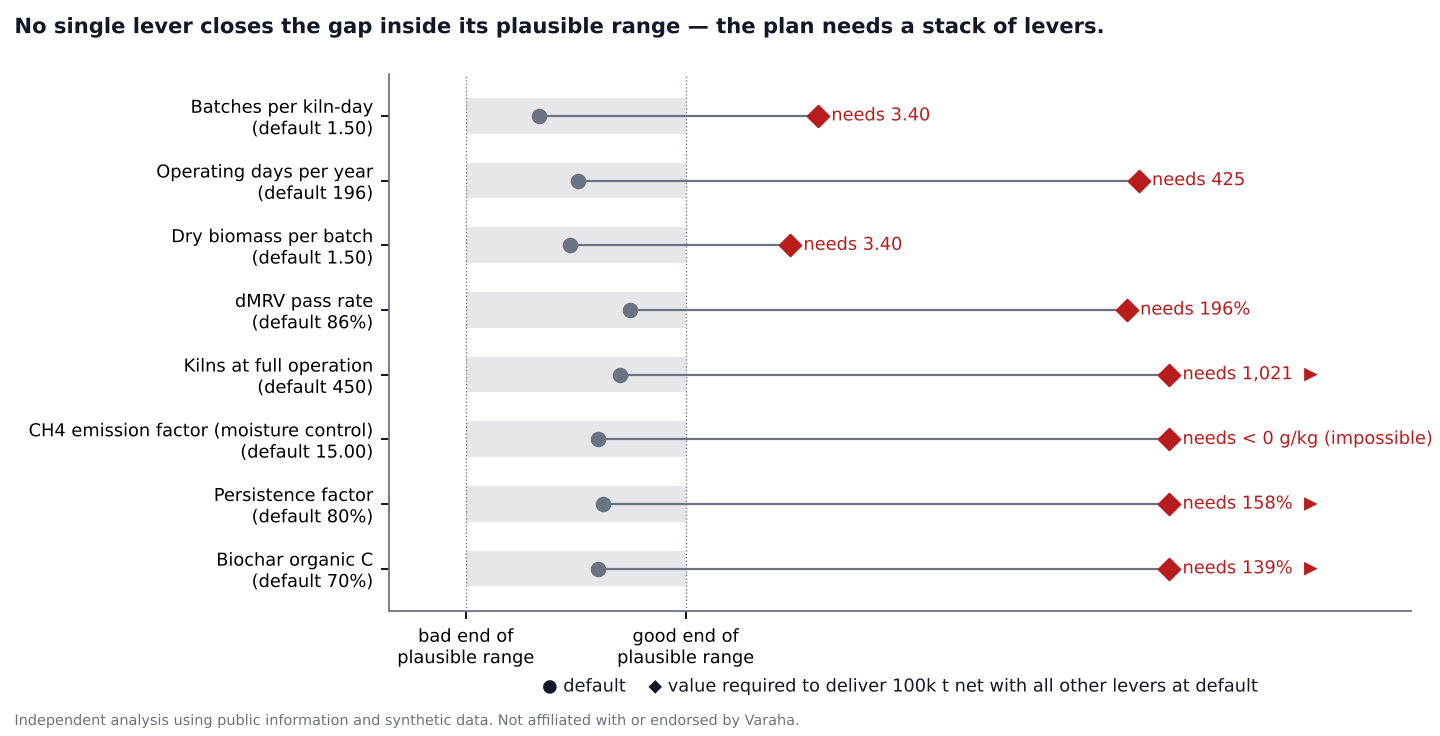 No single lever closes the gap inside its plausible range — the plan needs a stack of levers.
Batches per kiln-day
(default 1.50)
needs 3.40
Operating days per year
(default 196)
needs 425
Dry biomass per batch
(default 1.50)
needs 3.40
dMRV pass rate
(default 86%)
needs 196%
Kilns at full operation
(default 450)
needs 1,021
CH4 emission factor (moisture control)
(default 15.00)
needs < 0 g/kg (impossible)
Persistence factor
(default 80%)
needs 158%
Biochar organic C
(default 70%)
needs 139%
bad end of
plausible range
good end of
plausible range
default
value required to deliver 100k t net with all other levers at default
Independent analysis using public information and synthetic data. Not affiliated with or endorsed by Varaha.